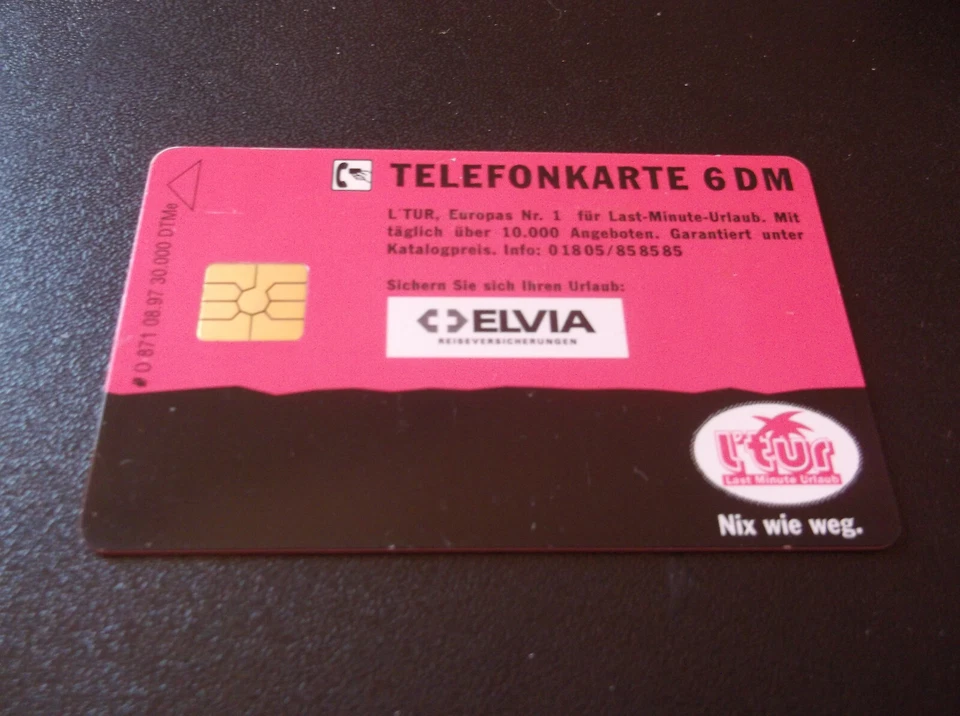 TELEFONKARTE 6 DM
L'TUR, Europas Nr. 1 für Last-Minute-Urlaub. Mit
täglich über 10.000 Angeboten. Garantiert unter
Katalogpreis. Info: 01805/858585
Sichern Sie sich Ihren Urlaub:
ELVIA
REISEVERSICHERUNGEN
O 871 08.97 30.000 DTMe
l'tur
Last Minute Urlaub
Nix wie weg.